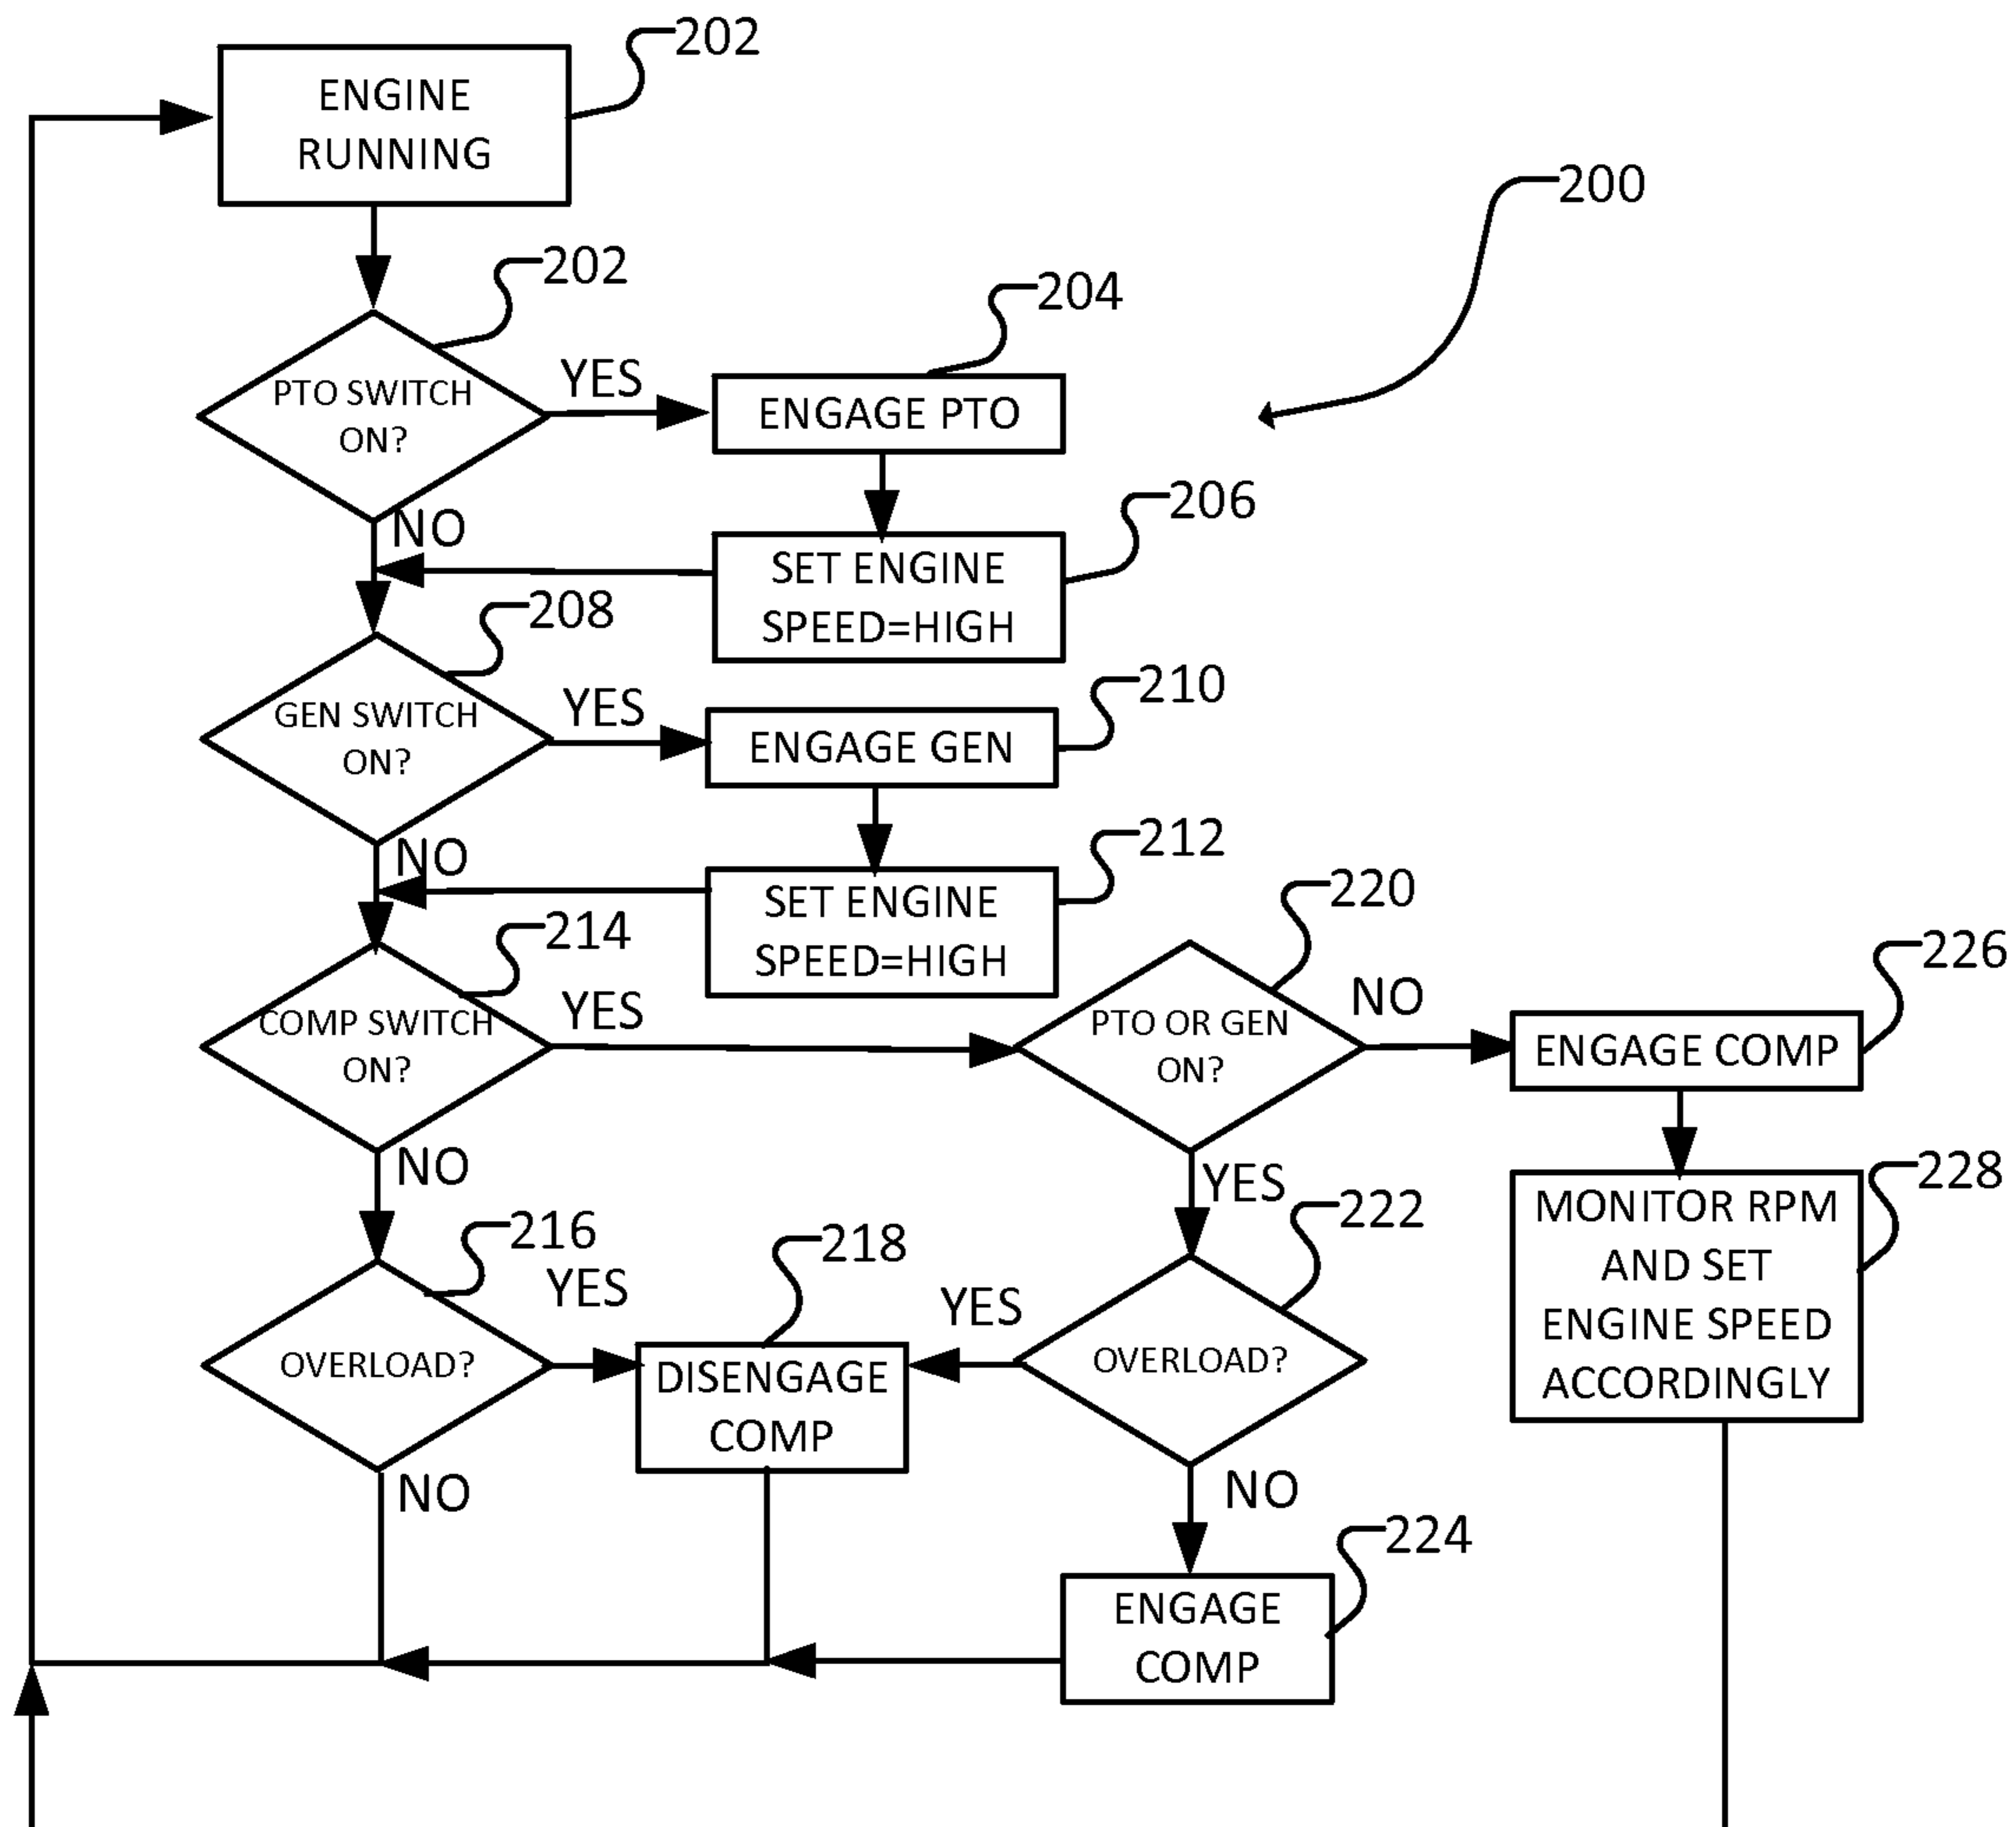 202
ENGINE
RUNNING
200
202
204
PTO SWITCH
ON?
YES
ENGAGE PTO
206
NO
SET ENGINE
SPEED=HIGH
208
210
GEN SWITCH
ON?
YES
ENGAGE GEN
212
NO
SET ENGINE
SPEED=HIGH
220
214
226
COMP SWITCH
ON?
YES
PTO OR GEN
ON?
NO
ENGAGE COMP
NO
YES
228
MONITOR RPM
AND SET
ENGINE SPEED
ACCORDINGLY
216
218
222
YES
YES
OVERLOAD?
DISENGAGE
COMP
OVERLOAD?
NO
NO
224
ENGAGE
COMP